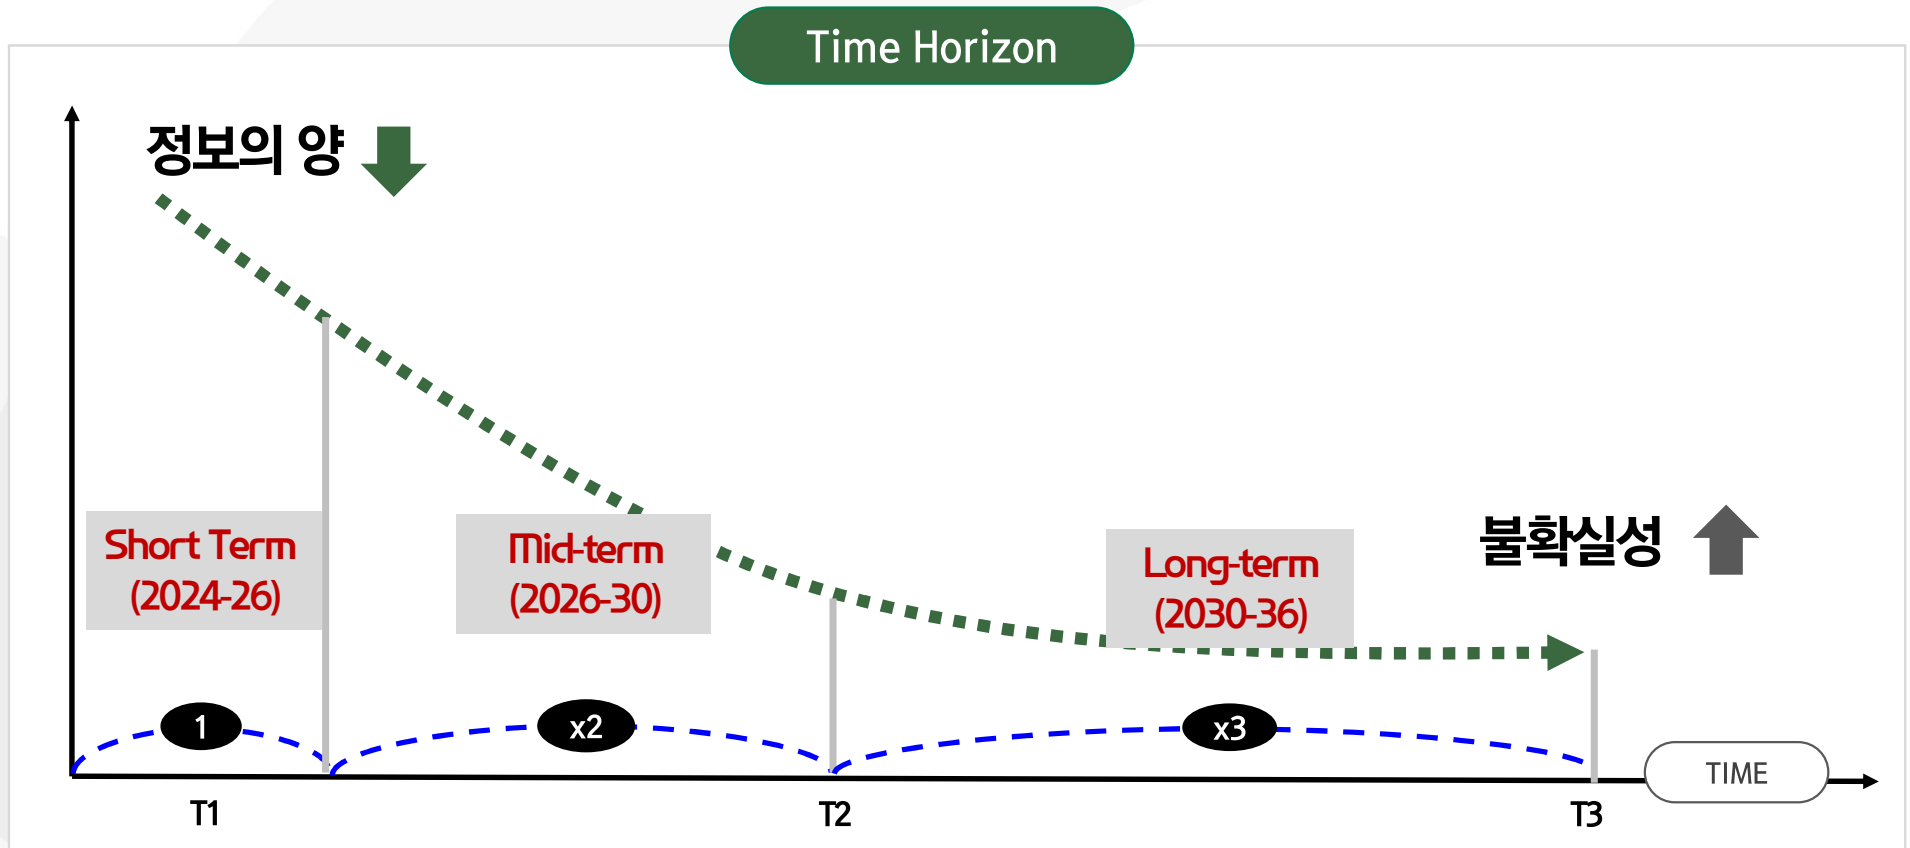 Time Horizon
정보의 양
불확실성
Short Term
(2024-26)
Mid-term
(2026-30)
Long-term
(2030-36)
1
x2
x3
TIME
T1
T2
T3